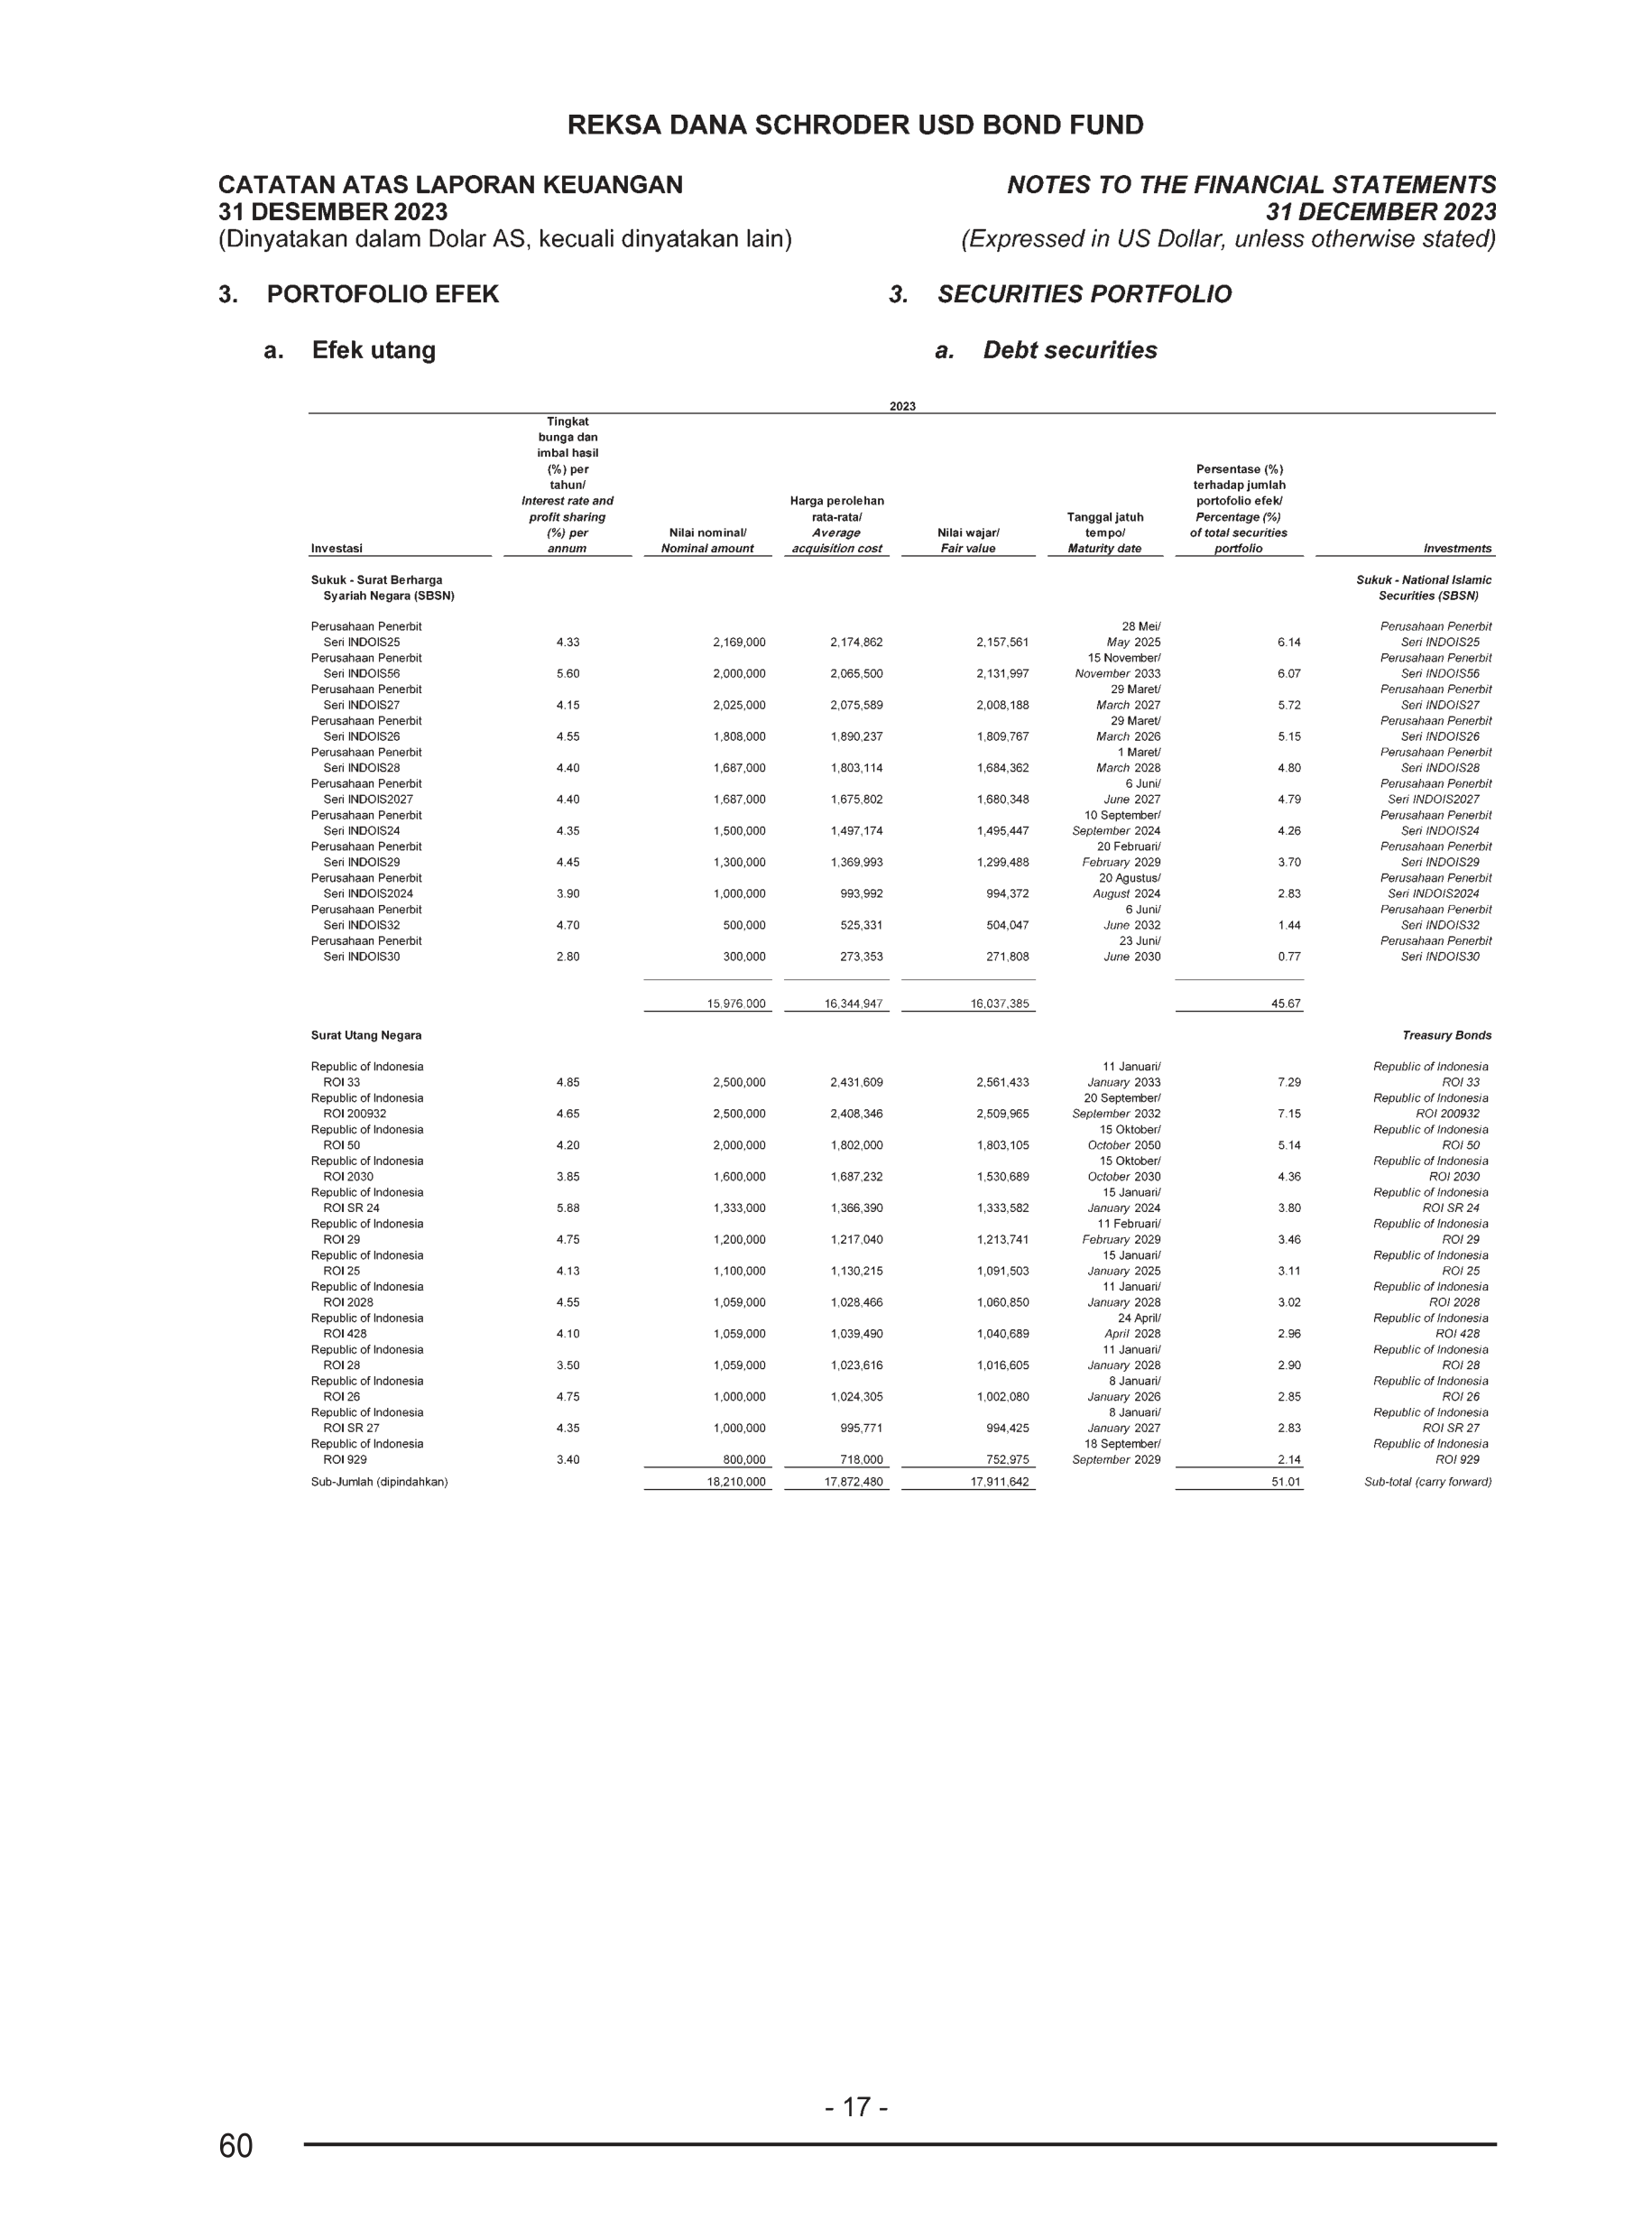 REKSA DANA SCHRODER USD BOND FUND
CATATAN ATAS LAPORAN KEUANGAN NOTES TO THE FINANCIAL STATEMENTS
31 DESEMBER 2023 31 DECEMBER 2023
(Dinyatakan dalam Dolar AS, kecuali dinyatakan lain) (Expressed in US Dollar, unless otherwise stated)
3. PORTOFOLIO EFEK 3. SECURITIES PORTFOLIO
a. Efek utang a. Debt securities
2023
Tingkat
bunga dan
imbal hasil
(%) per Persentase (%)
tahun/ terhadap jumlah
Interest rate and Harga perolehan portofolio efek/
profit sharing rata-rata/ Tanggal jatuh Percentage (%)
(%) per Nilai nominal/ Average Nilai wajar/ tempo/ of total securities
Investasi annum Nominal amount acquisition cost Fair value Maturity date portfolio Investments
Sukuk - Surat Berharga Sukuk - National Islamic
Syariah Negara (SBSN) Securities (SBSN)
Perusahaan Penerbit 28 Mei/ Perusahaan Penerbit
Seri INDOIS25 4.33 2,169,000 2,174,862 2,157,561 May 2025 6.14 Seri INDOIS25
Perusahaan Penerbit 15 November/ Perusahaan Penerbit
Seri INDOIS56 5.60 2,000,000 2,065,500 2,131,997 November 2033 6.07 Seri INDOIS56
Perusahaan Penerbit 29 Maret/ Perusahaan Penerbit
Seri INDOIS27 4.15 2,025,000 2,075,589 2,008,188 March 2027 5.72 Seri INDOIS27
Perusahaan Penerbit 29 Maret/ Perusahaan Penerbit
Seri INDOIS26 4.55 1,808,000 1,890,237 1,809,767 March 2026 5.15 Seri INDOIS26
Perusahaan Penerbit 1 Maret/ Perusahaan Penerbit
Seri INDOIS28 4.40 1,687,000 1,803,114 1,684,362 March 2028 4.80 Seri INDOIS28
Perusahaan Penerbit 6 Juni/ Perusahaan Penerbit
Seri INDOIS2027 4.40 1,687,000 1,675,802 1,680,348 June 2027 4.79 Seri INDOIS2027
Perusahaan Penerbit 10 September/ Perusahaan Penerbit
Seri INDOIS24 4.35 1,500,000 1,497,174 1,495,447 September 2024 4.26 Seri INDOIS24
Perusahaan Penerbit 20 Februari/ Perusahaan Penerbit
Seri INDOIS29 4.45 1,300,000 1,369,993 1,299,488 February 2029 3.70 Seri INDOIS29
Perusahaan Penerbit 20 Agustus/ Perusahaan Penerbit
Seri INDOIS2024 3.90 1,000,000 993,992 994,372 August 2024 2.83 Seri INDOIS2024
Perusahaan Penerbit 6 Juni/ Perusahaan Penerbit
Seri INDOIS32 4.70 500,000 525,331 504,047 June 2032 1.44 Seri INDOIS32
Perusahaan Penerbit 23 Juni/ Perusahaan Penerbit
Seri INDOIS30 2.80 300,000 273,353 271,808 June 2030 0.77 Seri INDOIS30
15,976,000 16,344,947 16,037,385 45.67
Surat Utang Negara Treasury Bonds
Republic of Indonesia 11 Januari/ Republic of Indonesia
ROI 33 4.85 2,500,000 2,431,609 2,561,433 January 2033 7.29 ROI 33
Republic of Indonesia 20 September/ Republic of Indonesia
ROI 200932 4.65 2,500,000 2,408,346 2,509,965 September 2032 7.15 ROI 200932
Republic of Indonesia 15 Oktober/ Republic of Indonesia
ROI 50 4.20 2,000,000 1,802,000 1,803,105 October 2050 5.14 ROI 50
Republic of Indonesia 15 Oktober/ Republic of Indonesia
ROI 2030 3.85 1,600,000 1,687,232 1,530,689 October 2030 4.36 ROI 2030
Republic of Indonesia 15 Januari/ Republic of Indonesia
ROI SR 24 5.88 1,333,000 1,366,390 1,333,582 January 2024 3.80 ROI SR 24
Republic of Indonesia 11 Februari/ Republic of Indonesia
ROI 29 4.75 1,200,000 1,217,040 1,213,741 February 2029 3.46 ROI 29
Republic of Indonesia 15 Januari/ Republic of Indonesia
ROI 25 4.13 1,100,000 1,130,215 1,091,503 January 2025 3.11 ROI 25
Republic of Indonesia 11 Januari/ Republic of Indonesia
ROI 2028 4.55 1,059,000 1,028,466 1,060,850 January 2028 3.02 ROI 2028
Republic of Indonesia 24 April/ Republic of Indonesia
ROI 428 4.10 1,059,000 1,039,490 1,040,689 April 2028 2.96 ROI 428
Republic of Indonesia 11 Januari/ Republic of Indonesia
ROI 28 3.50 1,059,000 1,023,616 1,016,605 January 2028 2.90 ROI 28
Republic of Indonesia 8 Januari/ Republic of Indonesia
ROI 26 4.75 1,000,000 1,024,305 1,002,080 January 2026 2.85 ROI 26
Republic of Indonesia 8 Januari/ Republic of Indonesia
ROI SR 27 4.35 1,000,000 995,771 994,425 January 2027 2.83 ROI SR 27
Republic of Indonesia 18 September/ Republic of Indonesia
ROI 929 3.40 800,000 718,000 752,975 September 2029 2.14 ROI 929
Sub-Jumlah (dipindahkan) 18,210,000 17,872,480 17,911,642 51.01 Sub-total (carry forward)
- 17 -
60